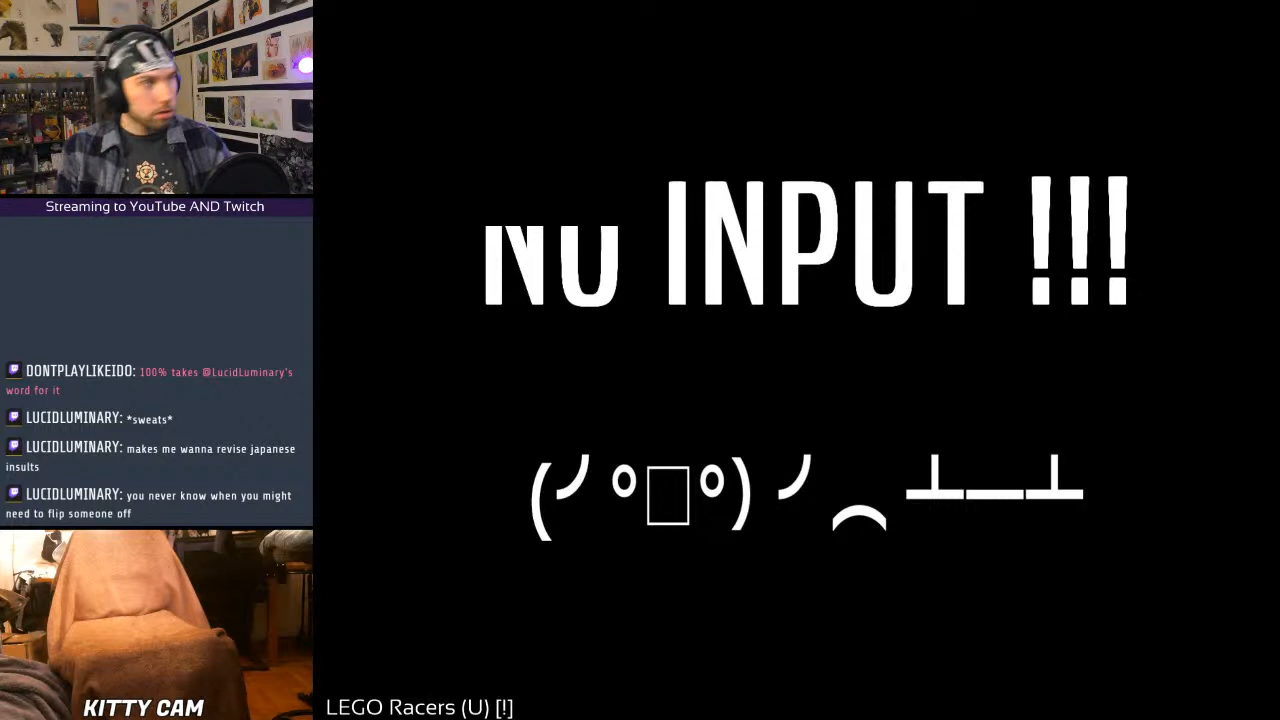 Streaming to YouTube AND Twitch
DONTPLAYLIKEIDO: 100% takes @LucidLuminary's
word for it
LUCIDLUMINARY: *sweats*
LUCIDLUMINARY: makes me wanna revise japanese
insults
LUCIDLUMINARY: you never know when you might
need to flip someone off
KITTY CAM
NO INPUT !!!
(╯°□°)╯︵ ┻━┻
LEGO Racers (U) [!]